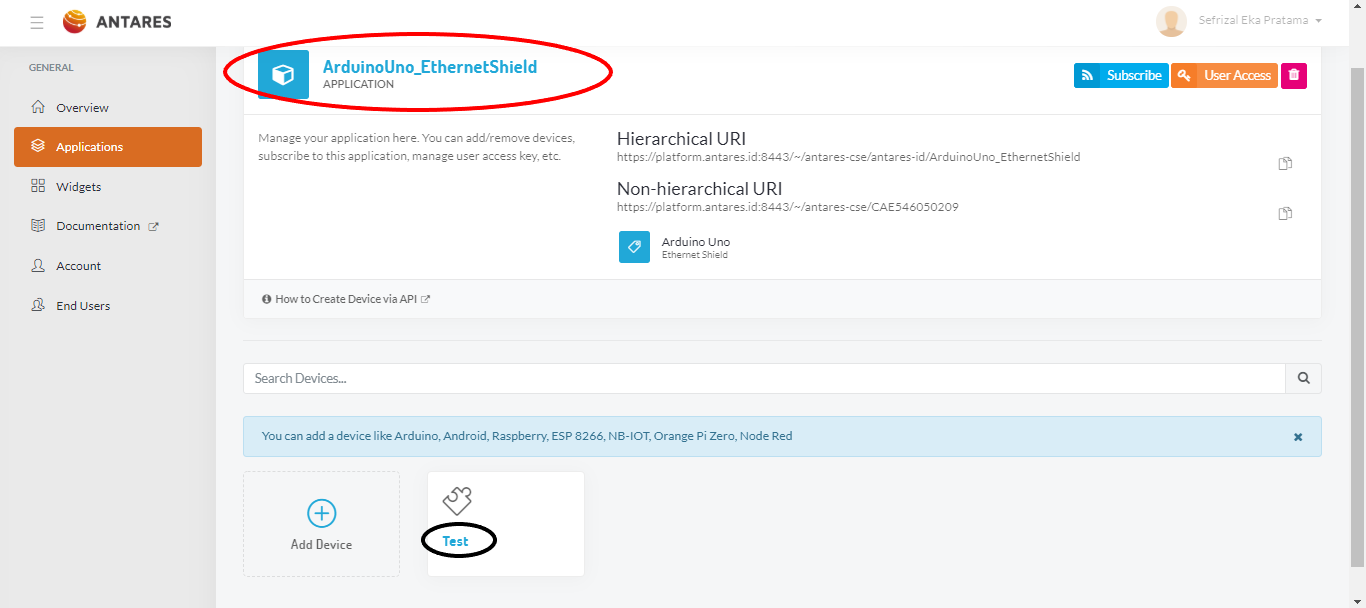 ANTARES
Sefrizal Eka Pratama
GENERAL
Overview
Applications
Widgets
Documentation
Account
End Users
ArduinoUno_EthernetShield
APPLICATION
Subscribe
User Access
Manage your application here. You can add/remove devices,
subscribe to this application, manage user access key, etc.
Hierarchical URI
https://platform.antares.id:8443/~/antares-cse/antares-id/ArduinoUno_EthernetShield
Non-hierarchical URI
https://platform.antares.id:8443/~/antares-cse/CAE546050209
Arduino Uno
Ethernet Shield
How to Create Device via API
Search Devices...
You can add a device like Arduino, Android, Raspberry, ESP 8266, NB-IOT, Orange Pi Zero, Node Red
Add Device
Test